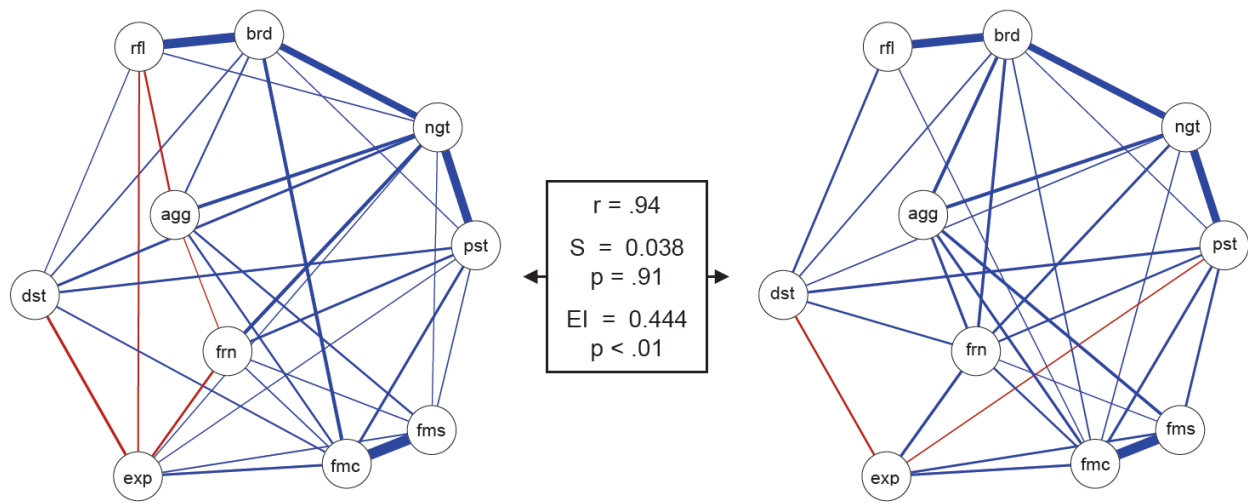 rfl
brd
ngt
agg
pst
dst
frn
fms
fmc
exp
r = .94
S = 0.038
p = .91
EI = 0.444
p < .01
rfl
brd
ngt
agg
pst
dst
frn
fms
fmc
exp